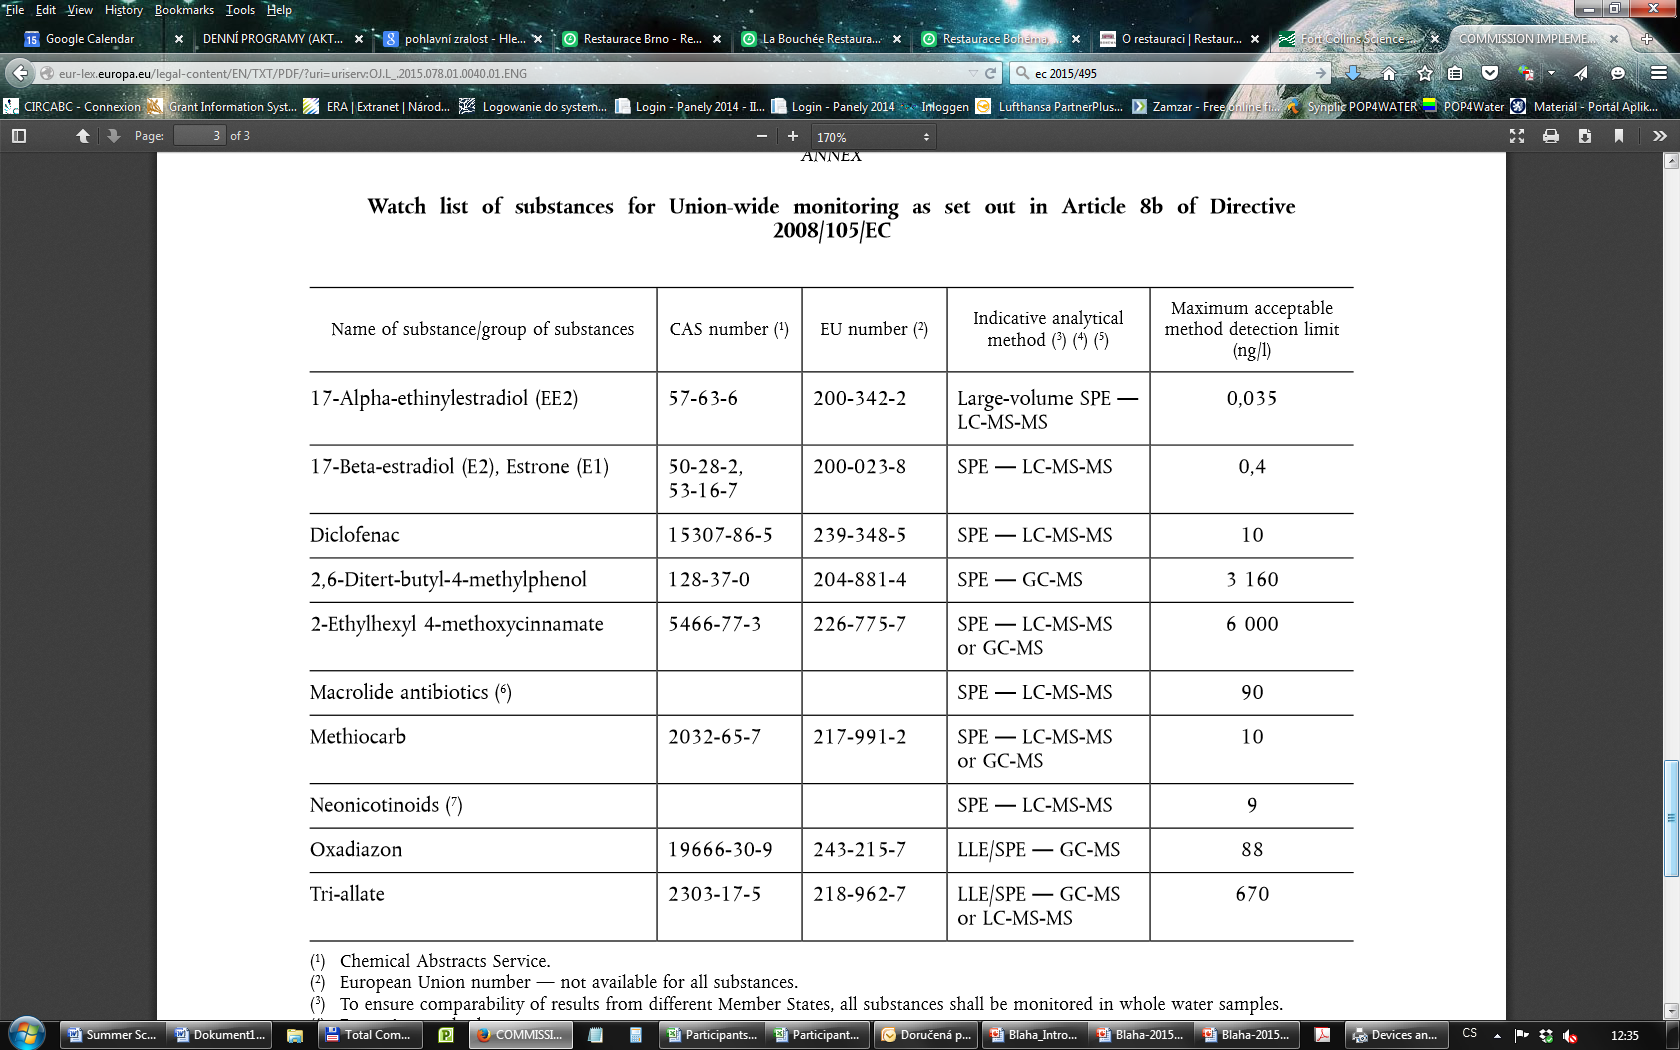 File Edit View History Bookmarks Tools Help
15 Google Calendar DENNÍ PROGRAMY (AKT... pohlavní zralost - Hle... Restaurace Brno - Re... La Bouchée Restaura... Restaurace Bohema ... O restauraci | Restaur... Fort Collins Science ... COMMISSION IMPLEME...
eur-lex.europa.eu/legal-content/EN/TXT/PDF/?uri=uriserv:OJ.L_.2015.078.01.0040.01.ENG ec 2015/495
CIRCABC - Connexion Grant Information Syst... ERA | Extranet | Národ... Logowanie do system... Login - Panely 2014 - II... Login - Panely 2014 Inloggen Lufthansa PartnerPlus... Zamzar - Free online fi... Synplic POP4WATER POP4Water Materiál - Portál Aplik...
Page: 3 of 3 170%
ANNEX
Watch list of substances for Union-wide monitoring as set out in Article 8b of Directive
2008/105/EC
Name of substance/group of substances CAS number (1) EU number (2) Indicative analytical method (3) (4) (5) Maximum acceptable method detection limit (ng/l)
17-Alpha-ethinylestradiol (EE2) 57-63-6 200-342-2 Large-volume SPE —
LC-MS-MS 0,035
17-Beta-estradiol (E2), Estrone (E1) 50-28-2, 200-023-8 SPE — LC-MS-MS 0,4
53-16-7
Diclofenac 15307-86-5 239-348-5 SPE — LC-MS-MS 10
2,6-Ditert-butyl-4-methylphenol 128-37-0 204-881-4 SPE — GC-MS 3 160
2-Ethylhexyl 4-methoxycinnamate 5466-77-3 226-775-7 SPE — LC-MS-MS 6 000
or GC-MS
Macrolide antibiotics (6) SPE — LC-MS-MS 90
Methiocarb 2032-65-7 217-991-2 SPE — LC-MS-MS 10
or GC-MS
Neonicotinoids (7) SPE — LC-MS-MS 9
Oxadiazon 19666-30-9 243-215-7 LLE/SPE — GC-MS 88
Tri-allate 2303-17-5 218-962-7 LLE/SPE — GC-MS 670
or LC-MS-MS
(1) Chemical Abstracts Service.
(2) European Union number — not available for all substances.
(3) To ensure comparability of results from different Member States, all substances shall be monitored in whole water samples.
Summer Sc... Dokument1... Total Com... COMMISSI... Participants... Participant... Doručená p... Blaha_Intro... Blaha-2015... Blaha-2015... Devices an... CS 12:35